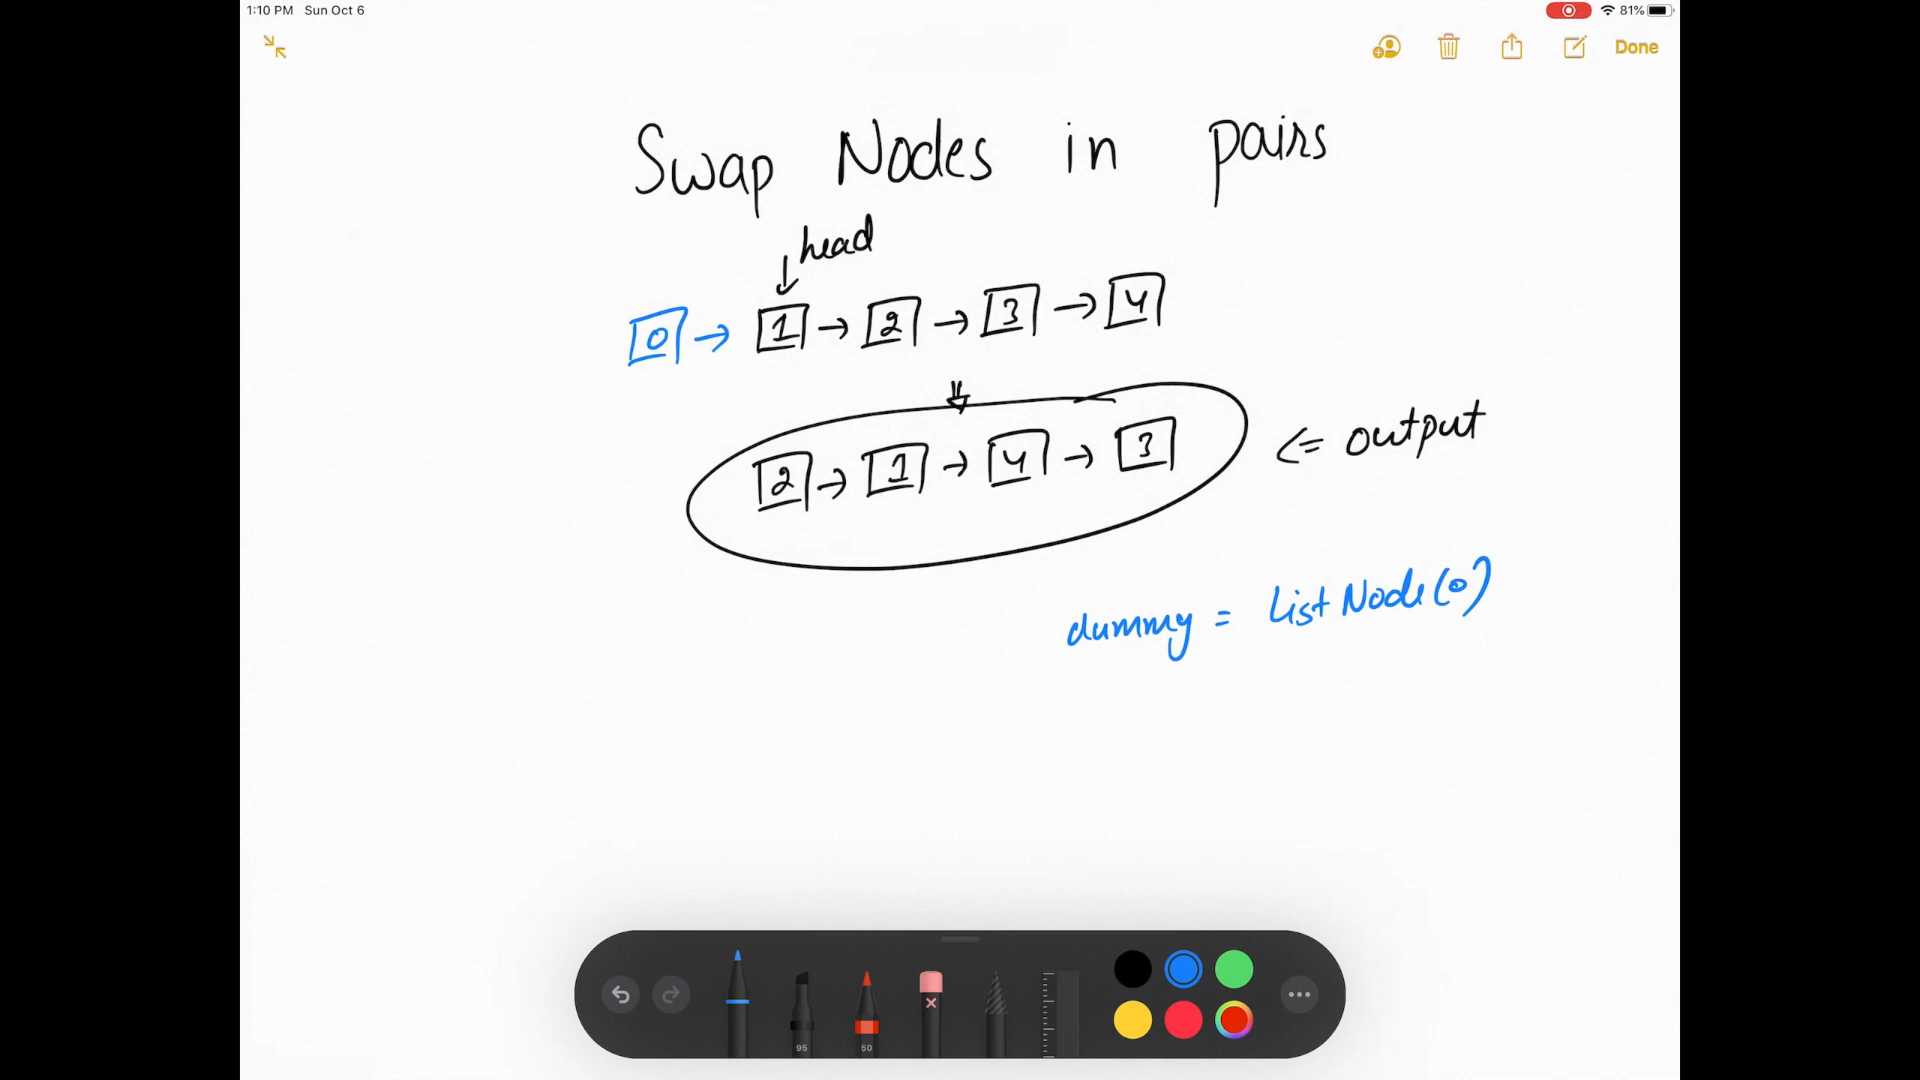 1:10 PM Sun Oct 6 81%
Done
Swap Nodes in pairs
↓ head
0 → 1 → 2 → 3 → 4
⇓
2 → 1 → 4 → 3 <= output
dummy = ListNode(0)
95 50